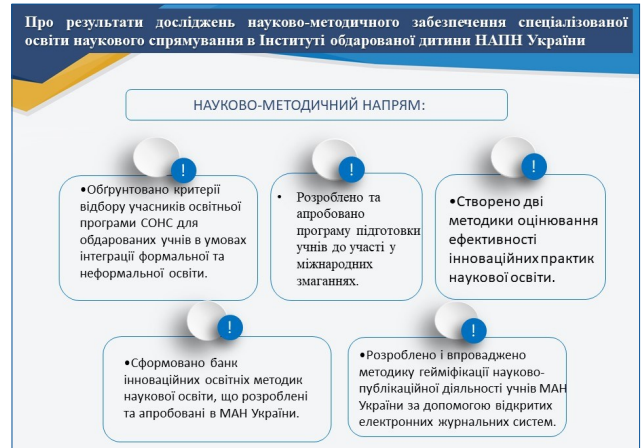 Про результати досліджень науково-методичного забезпечення спеціалізованої
освіти наукового спрямування в Інституті обдарованої дитини НАПН України
НАУКОВО-МЕТОДИЧНИЙ НАПРЯМ:
!
•Обґрунтовано критерії
відбору учасників освітньої
програми СОНС для
обдарованих учнів в умовах
інтеграції формальної та
неформальної освіти.
!
• Розроблено та
апробовано
програму підготовки
учнів до участі у
міжнародних
змаганнях.
!
•Створено дві
методики оцінювання
ефективності
інноваційних практик
наукової освіти.
!
•Сформовано банк
інноваційних освітніх методик
наукової освіти, що розроблені
та апробовані в МАН України.
!
•Розроблено і впроваджено
методику гейміфікації науково-
публікаційної діяльності учнів МАН
України за допомогою відкритих
електронних журнальних систем.